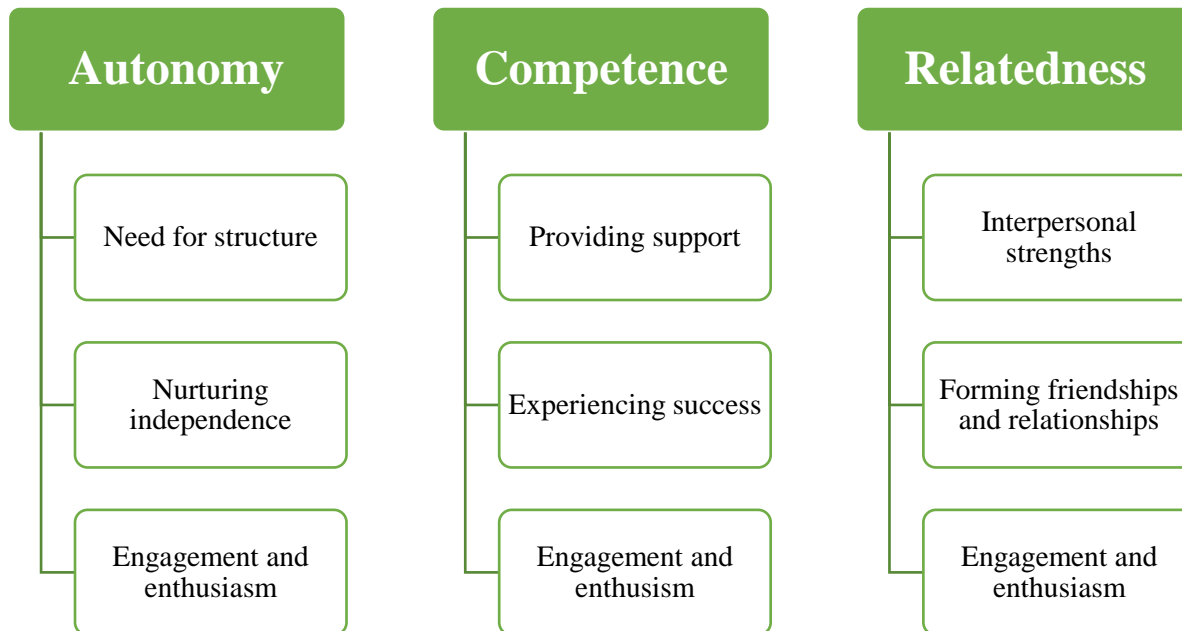 Autonomy
Need for structure
Nurturing
independence
Engagement and
enthusiasm
Competence
Providing support
Experiencing success
Engagement and
enthusism
Relatedness
Interpersonal
strengths
Forming friendships
and relationships
Engagement and
enthusiasm